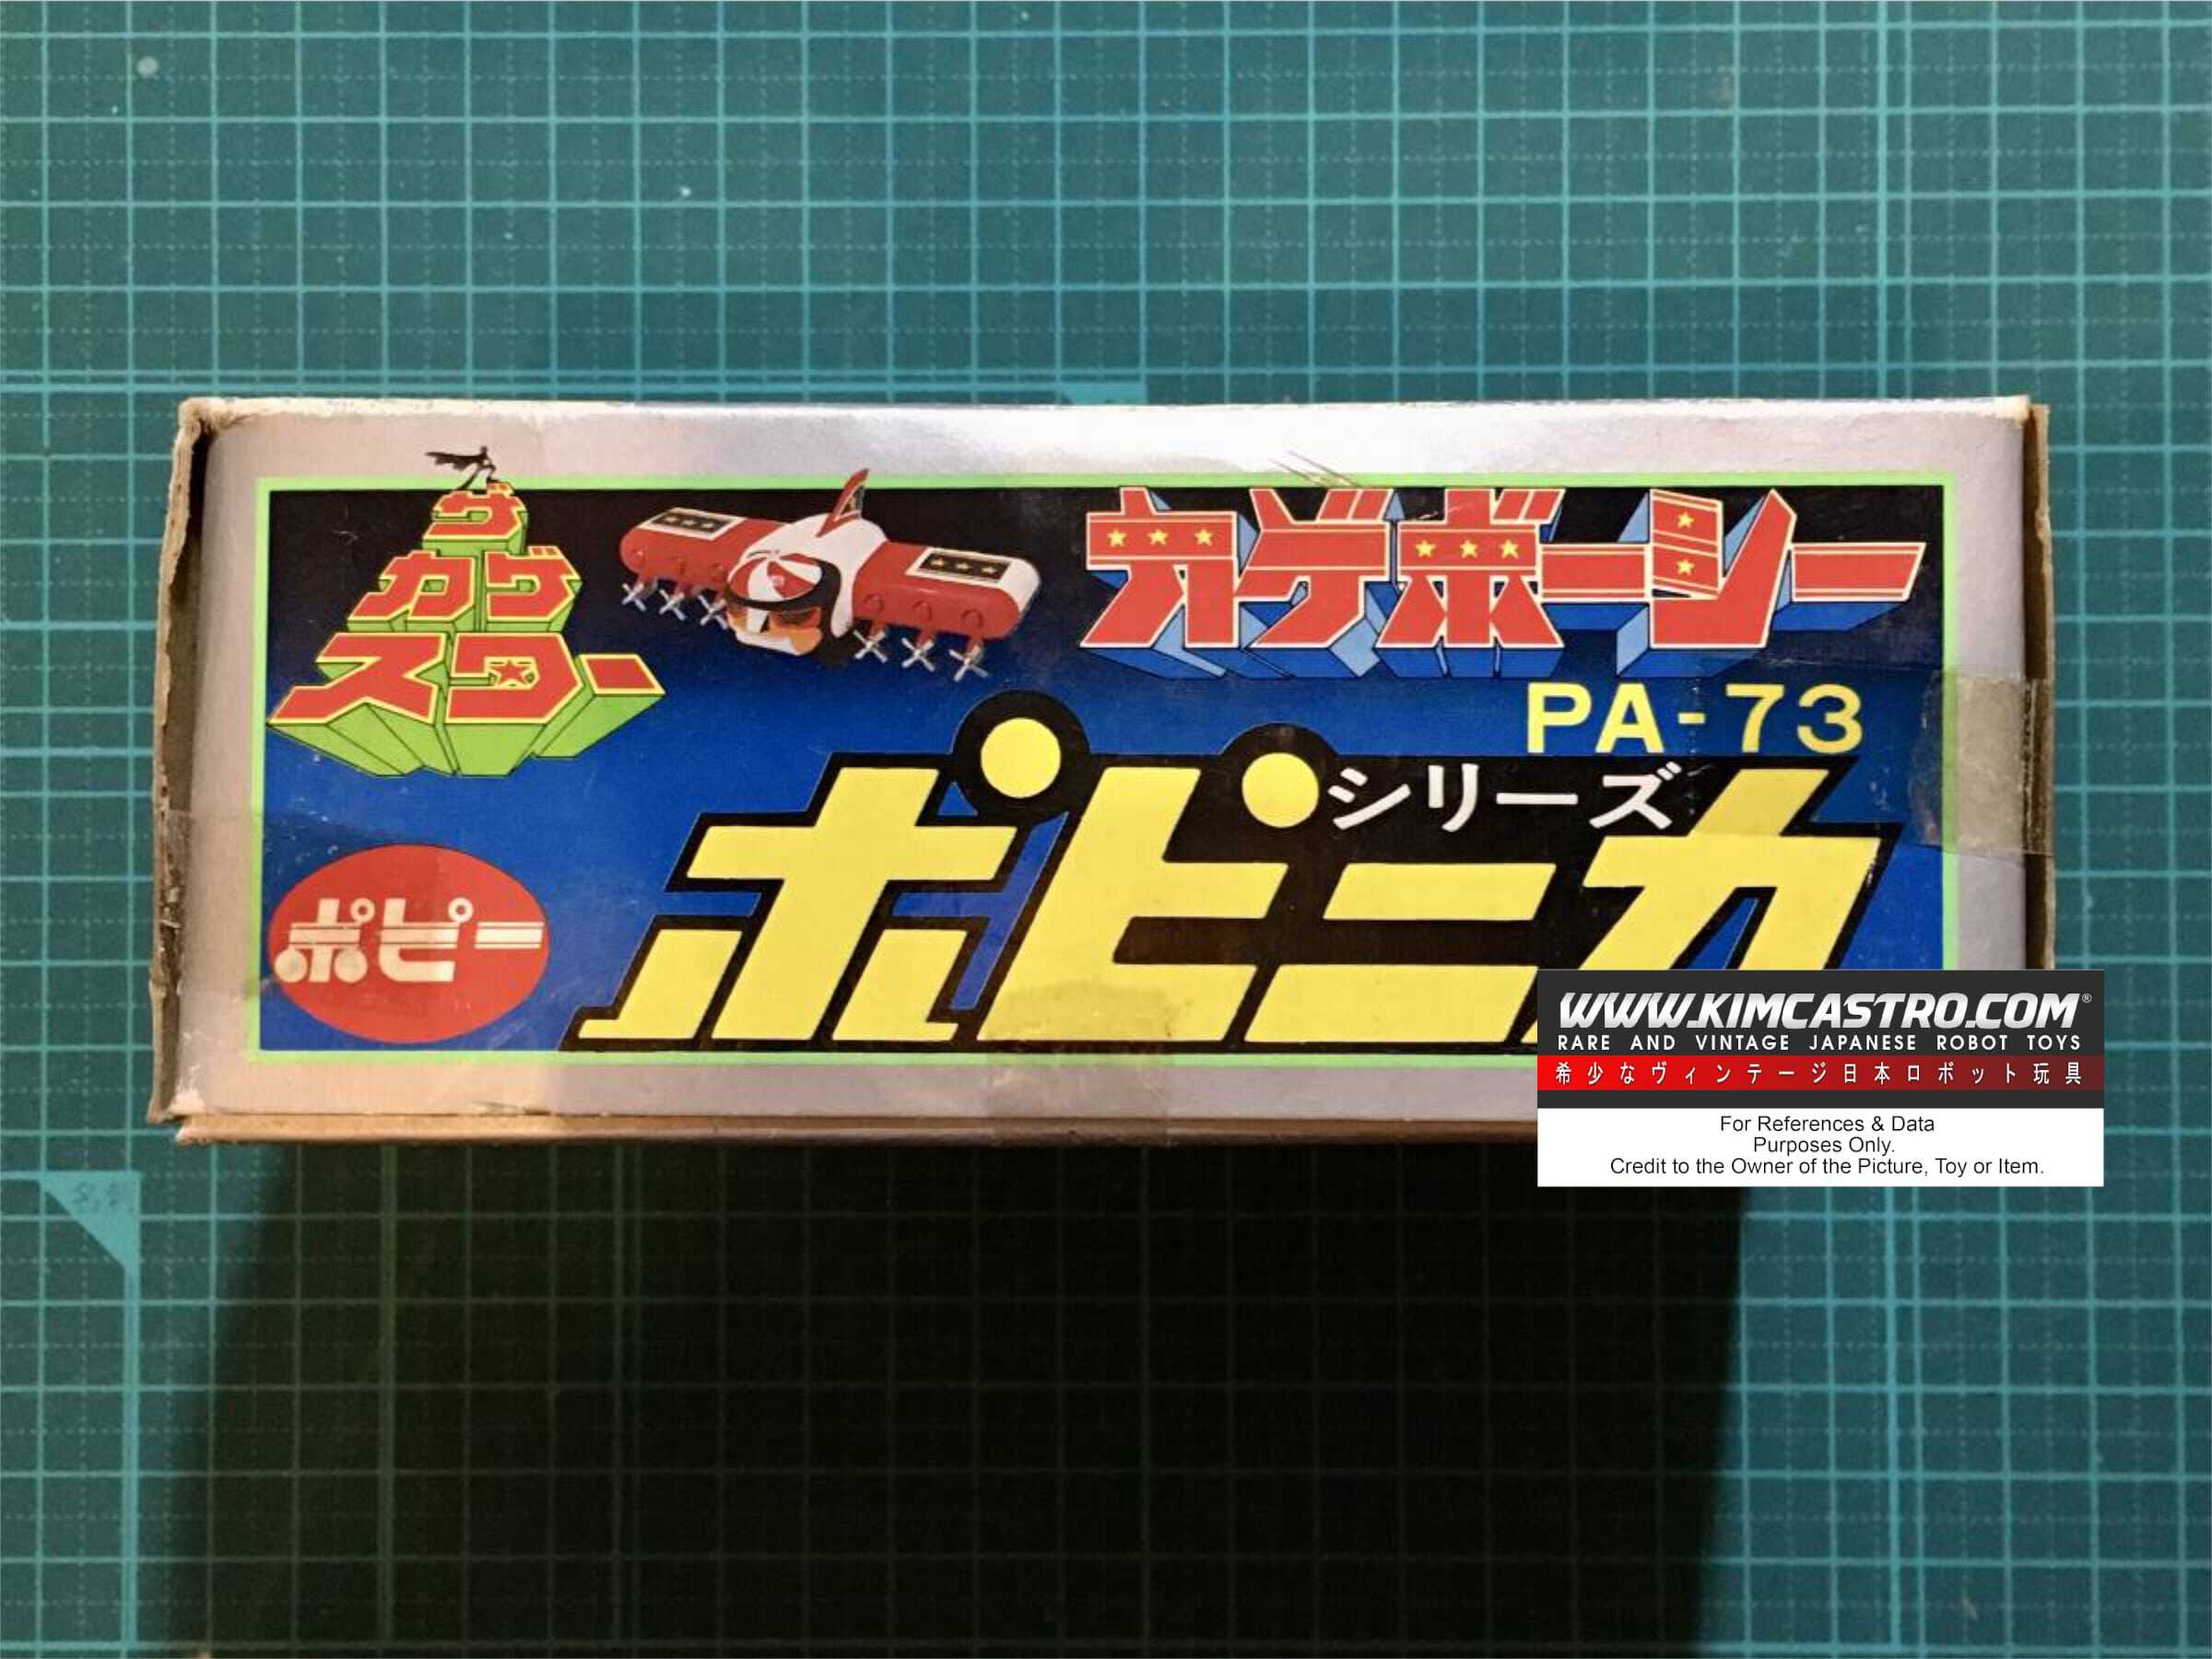 ザ
カゲ
スター
カゲボーシー
PA-73
シリーズ
ポピニカ
ポピー
WWW.KIMCASTRO.COM®
RARE AND VINTAGE JAPANESE ROBOT TOYS
希少なヴィンテージ日本ロボット玩具
For References & Data
Purposes Only.
Credit to the Owner of the Picture, Toy or Item.